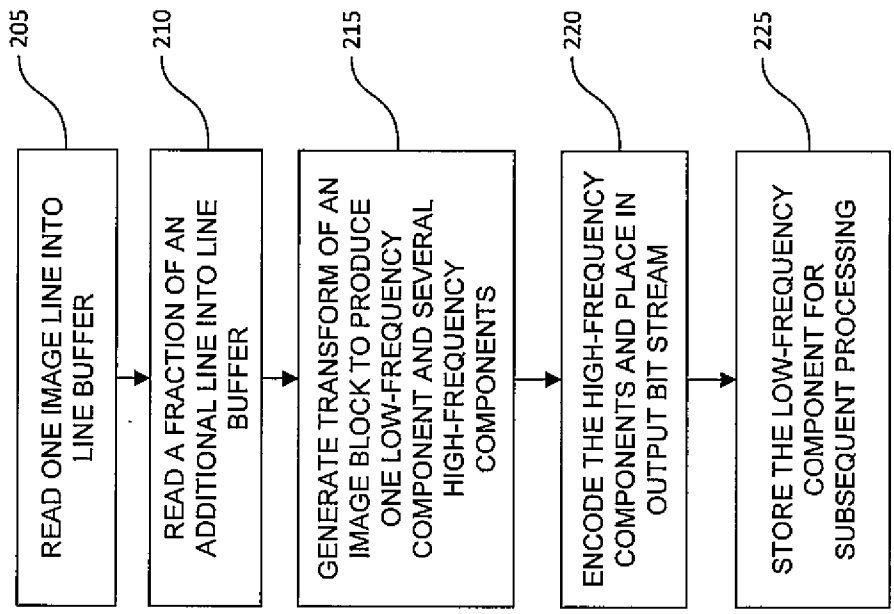 READ ONE IMAGE LINE INTO
LINE BUFFER
205
READ A FRACTION OF AN
ADDITIONAL LINE INTO LINE
BUFFER
210
GENERATE TRANSFORM OF AN
IMAGE BLOCK TO PRODUCE
ONE LOW-FREQUENCY
COMPONENT AND SEVERAL
HIGH-FREQUENCY
COMPONENTS
215
ENCODE THE HIGH-FREQUENCY
COMPONENTS AND PLACE IN
OUTPUT BIT STREAM
220
STORE THE LOW-FREQUENCY
COMPONENT FOR
SUBSEQUENT PROCESSING
225